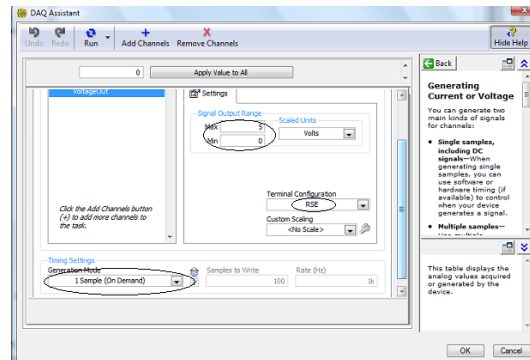 DAQ Assistant
Undo Redo Run Add Channels Remove Channels Hide Help
0 Apply Value to All
VoltageOut
Settings
Signal Output Range
Max 5
Min 0
Scaled Units
Volts
Terminal Configuration
RSE
Custom Scaling
<No Scale>
Click the Add Channels button
(+) to add more channels to
the task.
Timing Settings
Generation Mode Samples to Write Rate (Hz)
1 Sample (On Demand) 100 1k
Back
Generating
Current or Voltage
You can generate two
main kinds of signals
for channels:
• Single samples,
including DC
signals—When
generating single
samples, you can
use software or
hardware timing (if
available) to control
when your device
generates a signal.
• Multiple samples—
This table displays the
analog values acquired
or generated by the
device.
OK Cancel